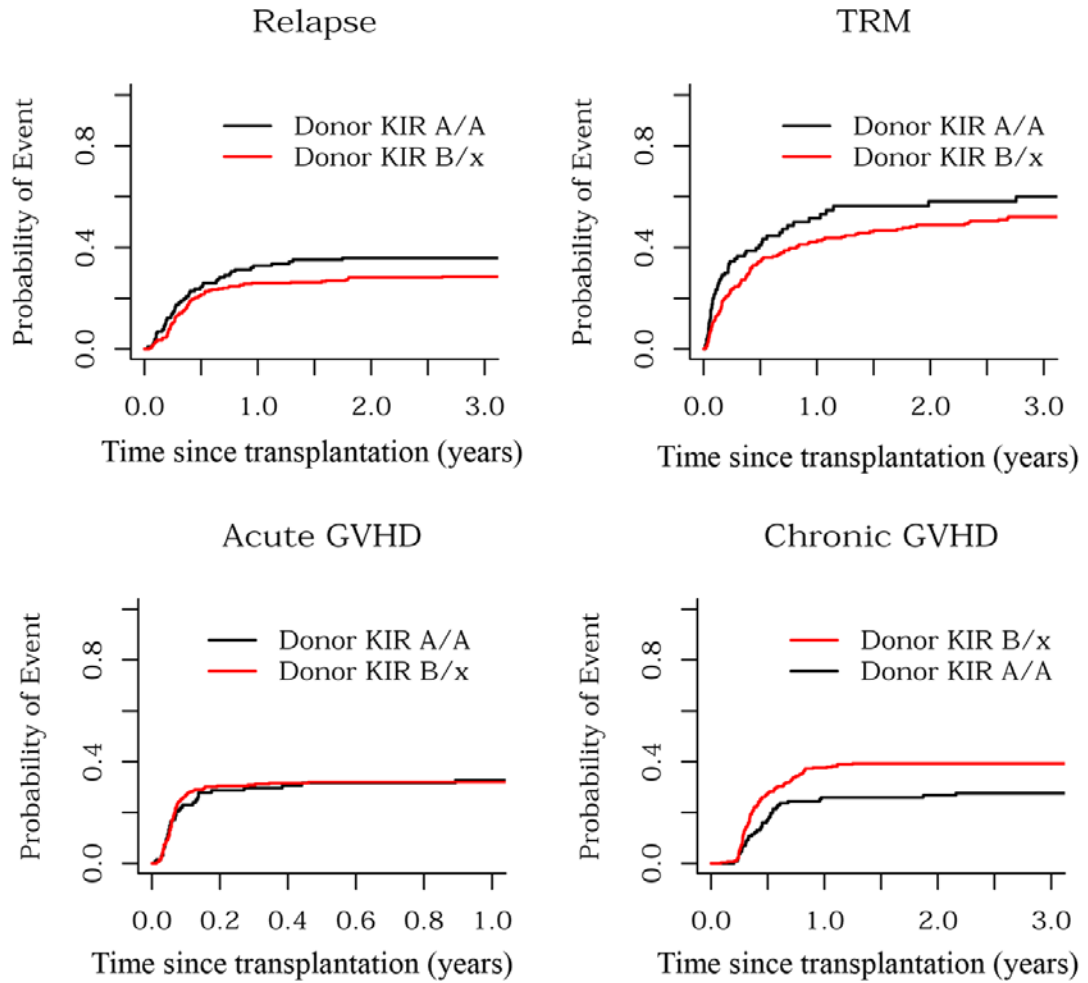 Relapse
Probability of Event
0.8
0.4
0.0
Donor KIR A/A
Donor KIR B/x
0.0 1.0 2.0 3.0
Time since transplantation (years)
TRM
Probability of Event
0.8
0.4
0.0
Donor KIR A/A
Donor KIR B/x
0.0 1.0 2.0 3.0
Time since transplantation (years)
Acute GVHD
Probability of Event
0.8
0.4
0.0
Donor KIR A/A
Donor KIR B/x
0.0 0.2 0.4 0.6 0.8 1.0
Time since transplantation (years)
Chronic GVHD
Probability of Event
0.8
0.4
0.0
Donor KIR B/x
Donor KIR A/A
0.0 1.0 2.0 3.0
Time since transplantation (years)